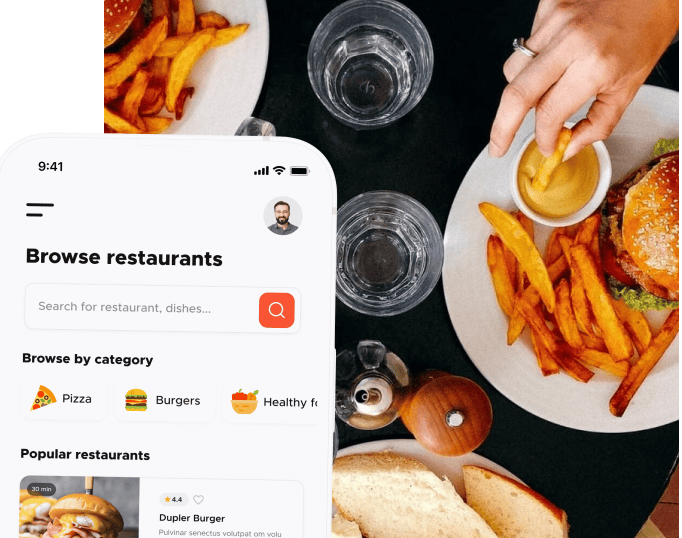 9:41
Browse restaurants
Search for restaurant, dishes...
Browse by category
Pizza
Burgers
Healthy fo
Popular restaurants
30 min
4.4
Dupler Burger
Pulvinar senectus volutpat om volu